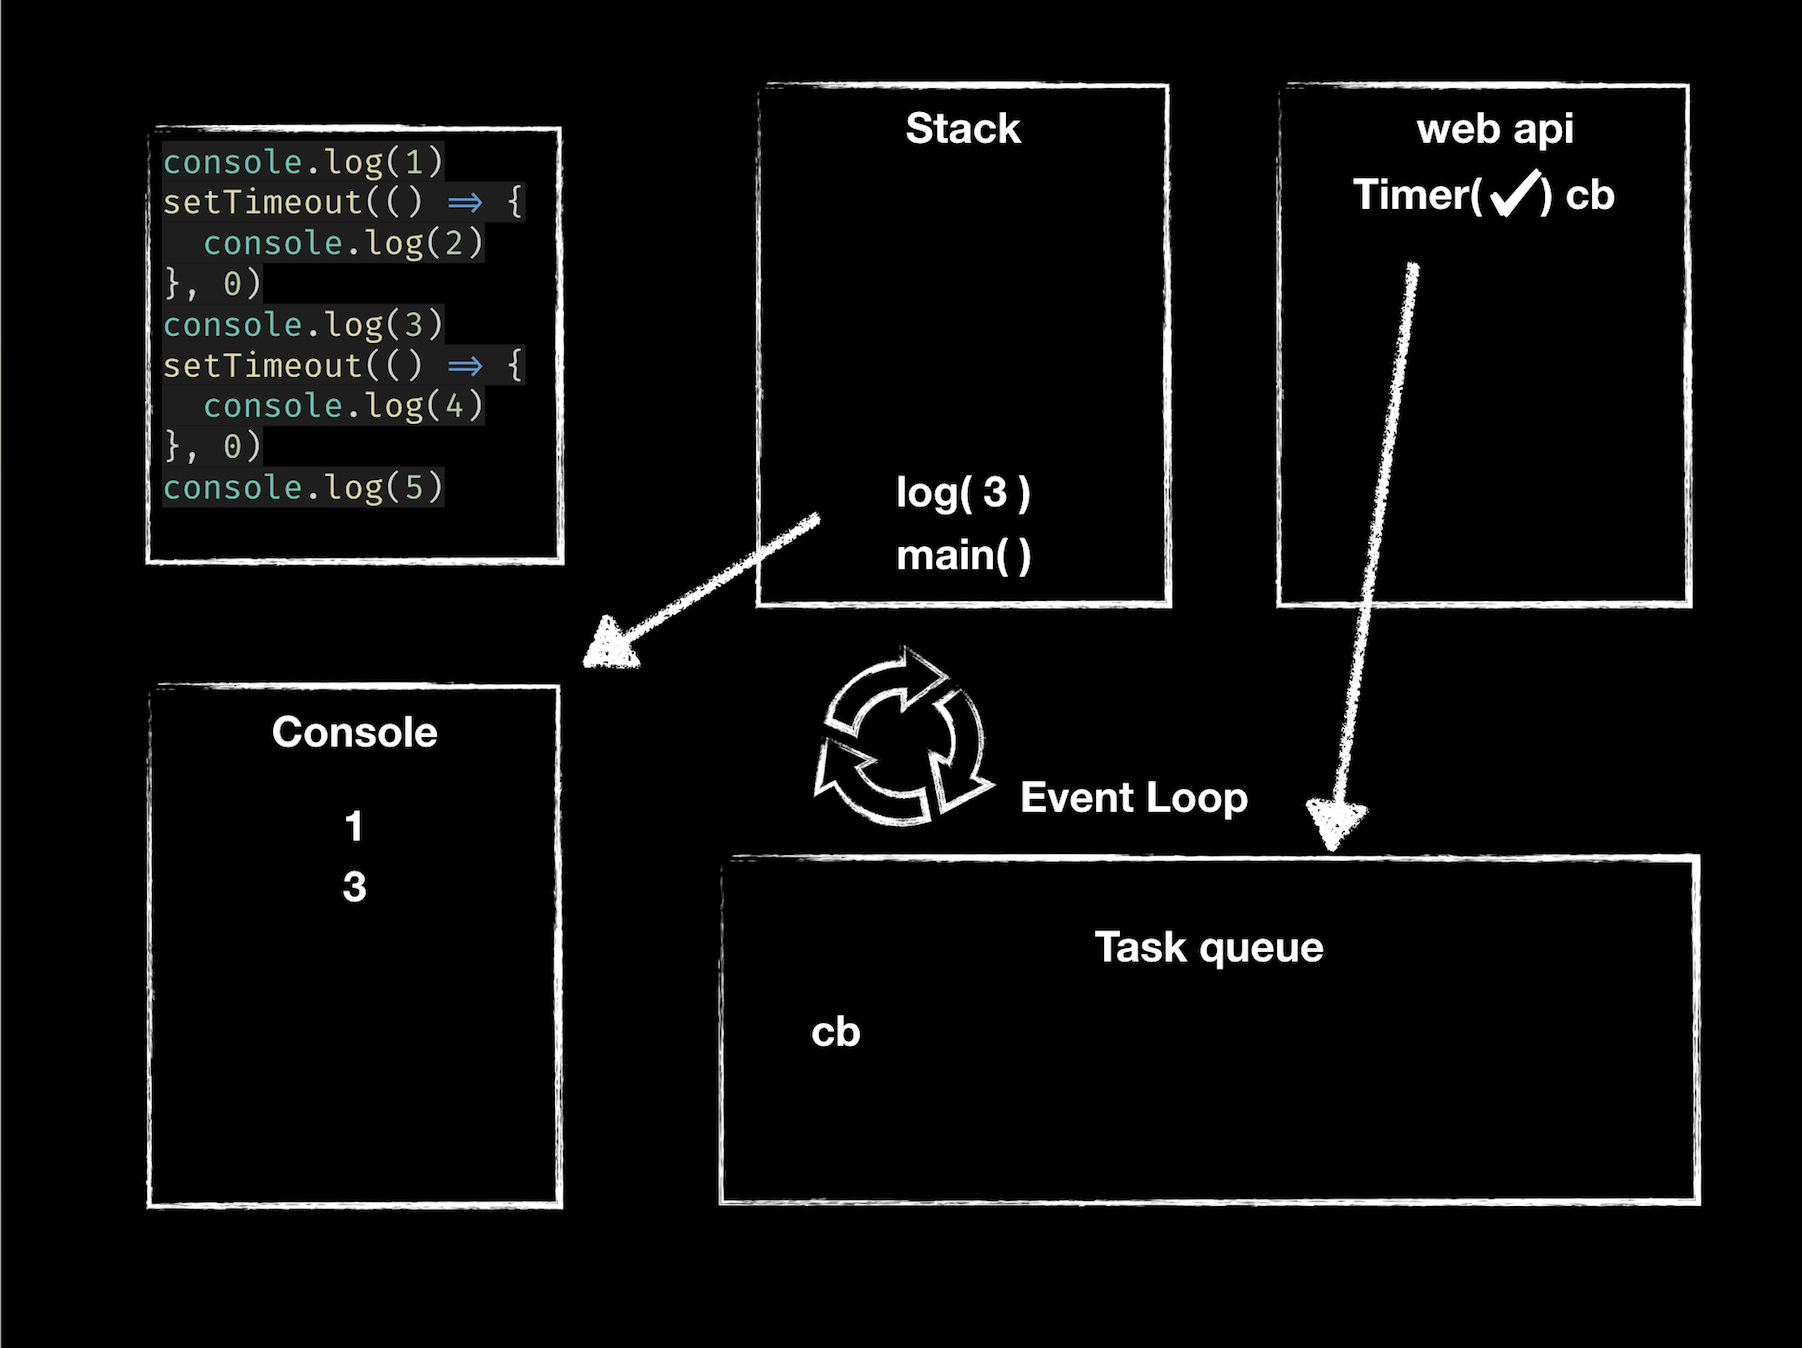 console.log(1)
setTimeout(() => {
  console.log(2)
}, 0)
console.log(3)
setTimeout(() => {
  console.log(4)
}, 0)
console.log(5)
Stack
log( 3 )
main( )
web api
Timer( ✓ ) cb
Console
1
3
Event Loop
Task queue
cb